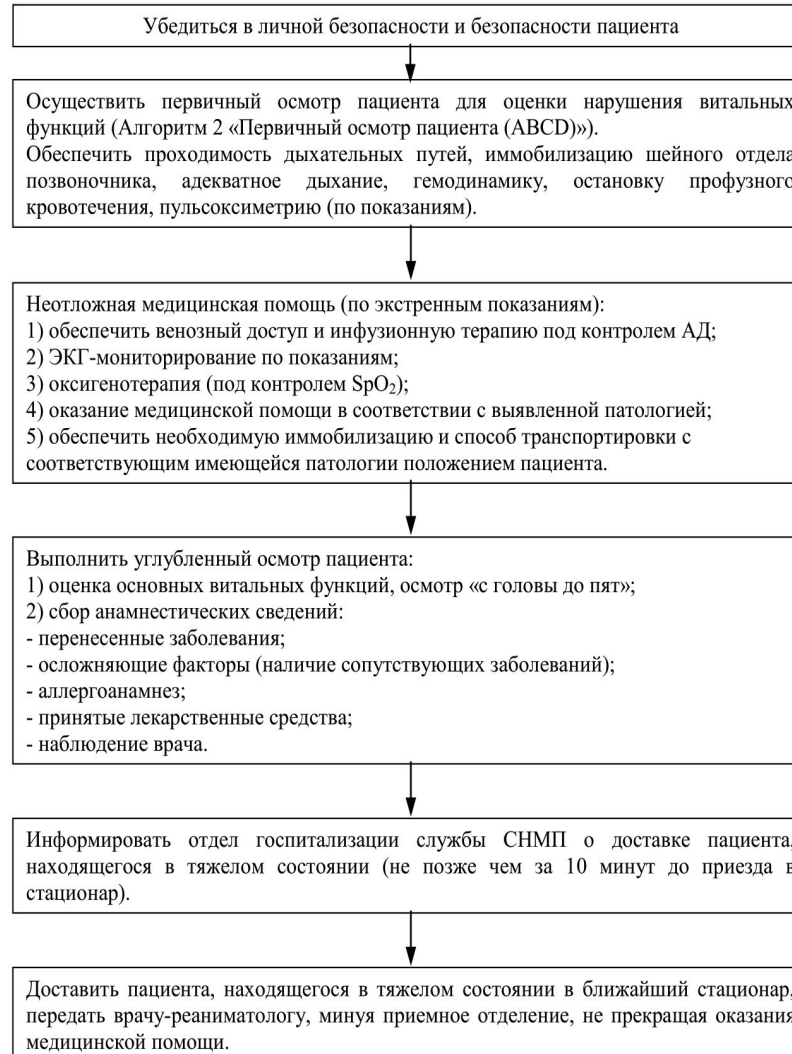 Убедиться в личной безопасности и безопасности пациента
Осуществить первичный осмотр пациента для оценки нарушения витальных
функций (Алгоритм 2 «Первичный осмотр пациента (ABCD)»).
Обеспечить проходимость дыхательных путей, иммобилизацию шейного отдела
позвоночника, адекватное дыхание, гемодинамику, остановку профузного
кровотечения, пульсоксиметрию (по показаниям).
Неотложная медицинская помощь (по экстренным показаниям):
1) обеспечить венозный доступ и инфузионную терапию под контролем АД;
2) ЭКГ-мониторирование по показаниям;
3) оксигенотерапия (под контролем SpO₂);
4) оказание медицинской помощи в соответствии с выявленной патологией;
5) обеспечить необходимую иммобилизацию и способ транспортировки с
соответствующим имеющейся патологии положением пациента.
Выполнить углубленный осмотр пациента:
1) оценка основных витальных функций, осмотр «с головы до пят»;
2) сбор анамнестических сведений:
- перенесенные заболевания;
- осложняющие факторы (наличие сопутствующих заболеваний);
- аллергоанамнез;
- принятые лекарственные средства;
- наблюдение врача.
Информировать отдел госпитализации службы СНМП о доставке пациента,
находящегося в тяжелом состоянии (не позже чем за 10 минут до приезда в
стационар).
Доставить пациента, находящегося в тяжелом состоянии в ближайший стационар,
передать врачу-реаниматологу, минуя приемное отделение, не прекращая оказания
медицинской помощи.